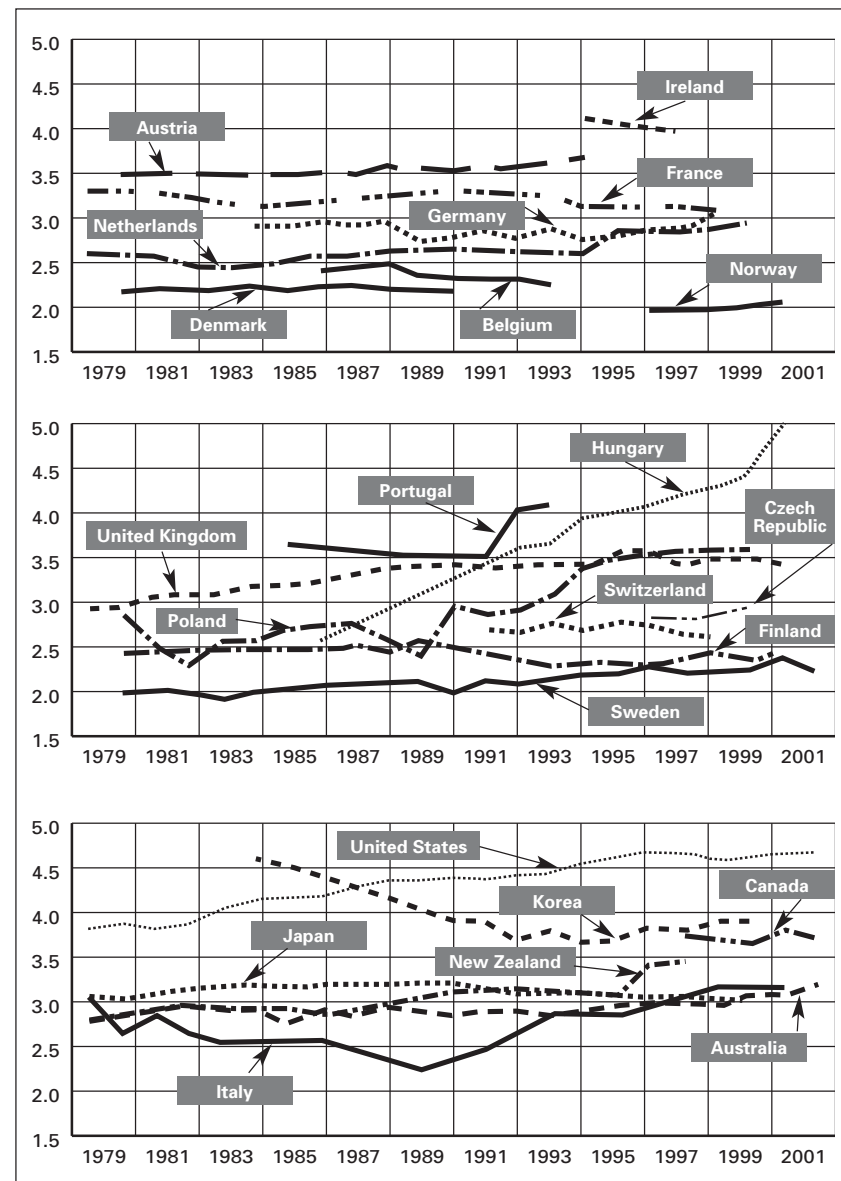 5.0
4.5
4.0
3.5
3.0
2.5
2.0
1.5
Ireland
Austria
France
Germany
Netherlands
Norway
Denmark
Belgium
1979 1981 1983 1985 1987 1989 1991 1993 1995 1997 1999 2001
5.0
4.5
4.0
3.5
3.0
2.5
2.0
1.5
Hungary
Portugal
Czech
Republic
United Kingdom
Switzerland
Poland
Finland
Sweden
1979 1981 1983 1985 1987 1989 1991 1993 1995 1997 1999 2001
5.0
4.5
4.0
3.5
3.0
2.5
2.0
1.5
United States
Canada
Korea
Japan
New Zealand
Australia
Italy
1979 1981 1983 1985 1987 1989 1991 1993 1995 1997 1999 2001